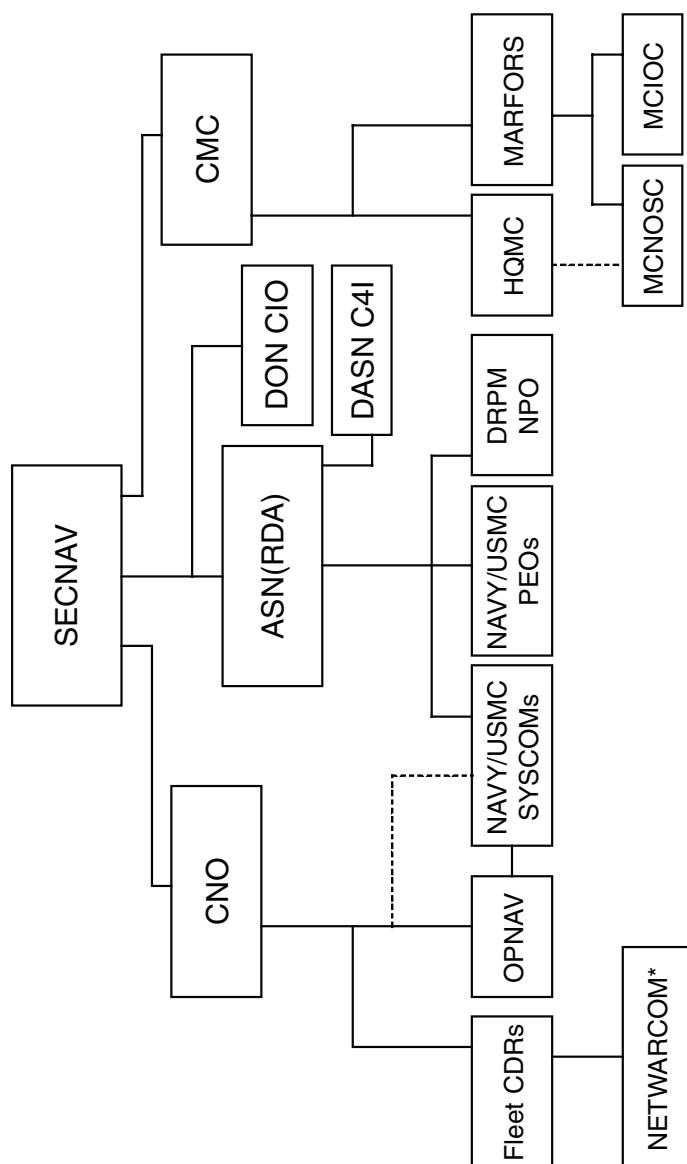 SECNAV
CNO
ASN(RDA)
DON CIO
DASN C4I
CMC
Fleet CDRs
OPNAV
NAVY/USMC
SYSCOMs
NAVY/USMC
PEOs
DRPM
NPO
HQMC
MARFORS
NETWARCOM*
MCNOSC
MCIOC